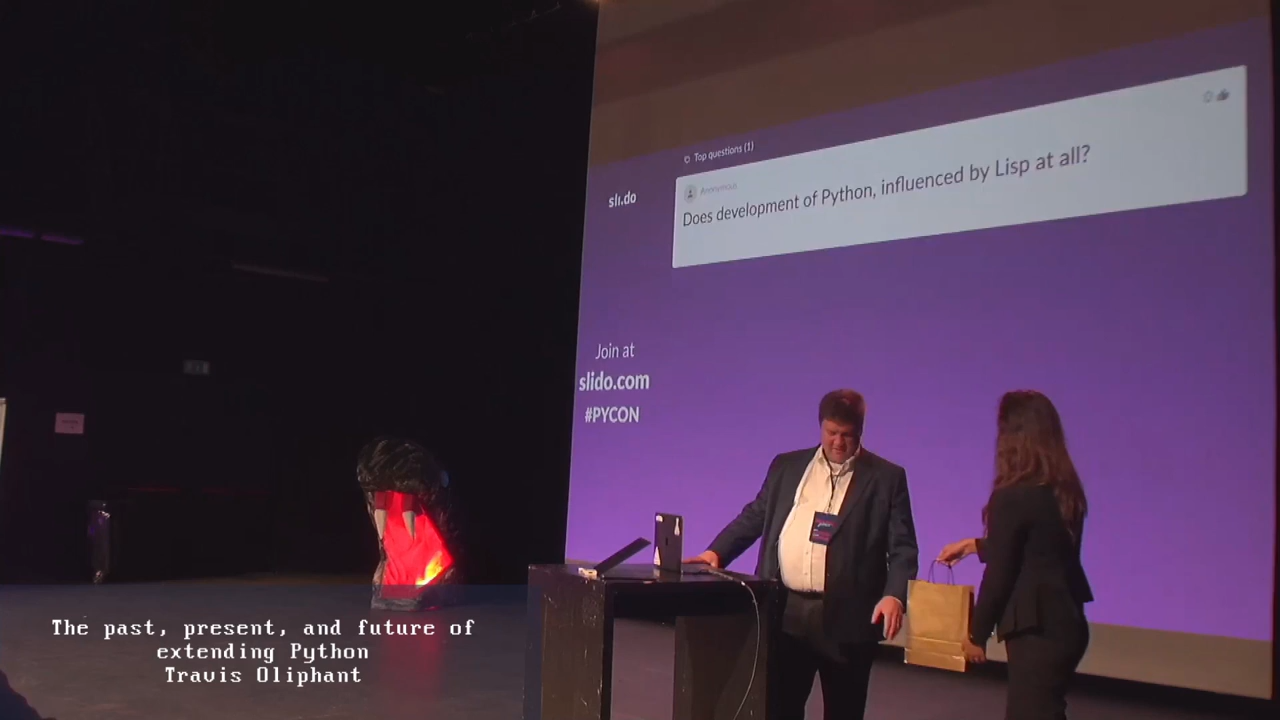 Top questions (1)
sli.do
Anonymous
Does development of Python, influenced by Lisp at all?
Join at
slido.com
#PYCON
The past, present, and future of
extending Python
Travis Oliphant